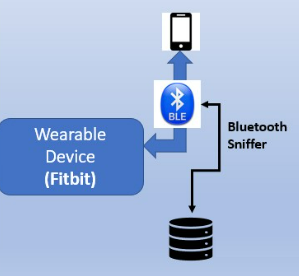 BLE
Bluetooth
Sniffer
Wearable
Device
(Fitbit)